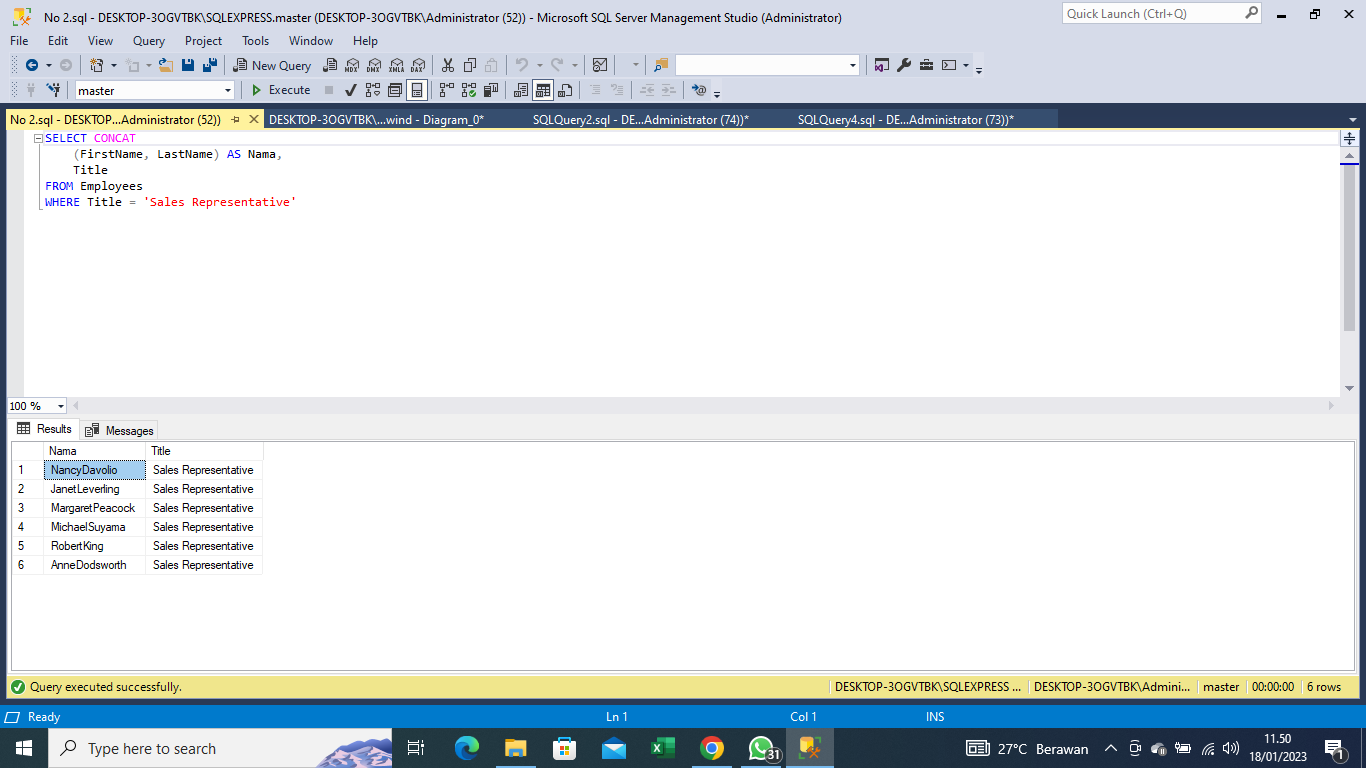 No 2.sql - DESKTOP-3OGVTBK\SQLEXPRESS.master (DESKTOP-3OGVTBK\Administrator (52)) - Microsoft SQL Server Management Studio (Administrator)
Quick Launch (Ctrl+Q)
File Edit View Query Project Tools Window Help
New Query MDX DMX XMLA DAX
master Execute
No 2.sql - DESKTOP...Administrator (52)) DESKTOP-3OGVTBK\...wind - Diagram_0* SQLQuery2.sql - DE...Administrator (74))* SQLQuery4.sql - DE...Administrator (73))*
SELECT CONCAT
(FirstName, LastName) AS Nama,
Title
FROM Employees
WHERE Title = 'Sales Representative'
100 %
Results Messages
Nama Title
1 NancyDavolio Sales Representative
2 JanetLeverling Sales Representative
3 MargaretPeacock Sales Representative
4 MichaelSuyama Sales Representative
5 RobertKing Sales Representative
6 AnneDodsworth Sales Representative
Query executed successfully. DESKTOP-3OGVTBK\SQLEXPRESS ... DESKTOP-3OGVTBK\Admini... master 00:00:00 6 rows
Ready Ln 1 Col 1 INS
Type here to search 31 27°C Berawan 11.50
18/01/2023 1